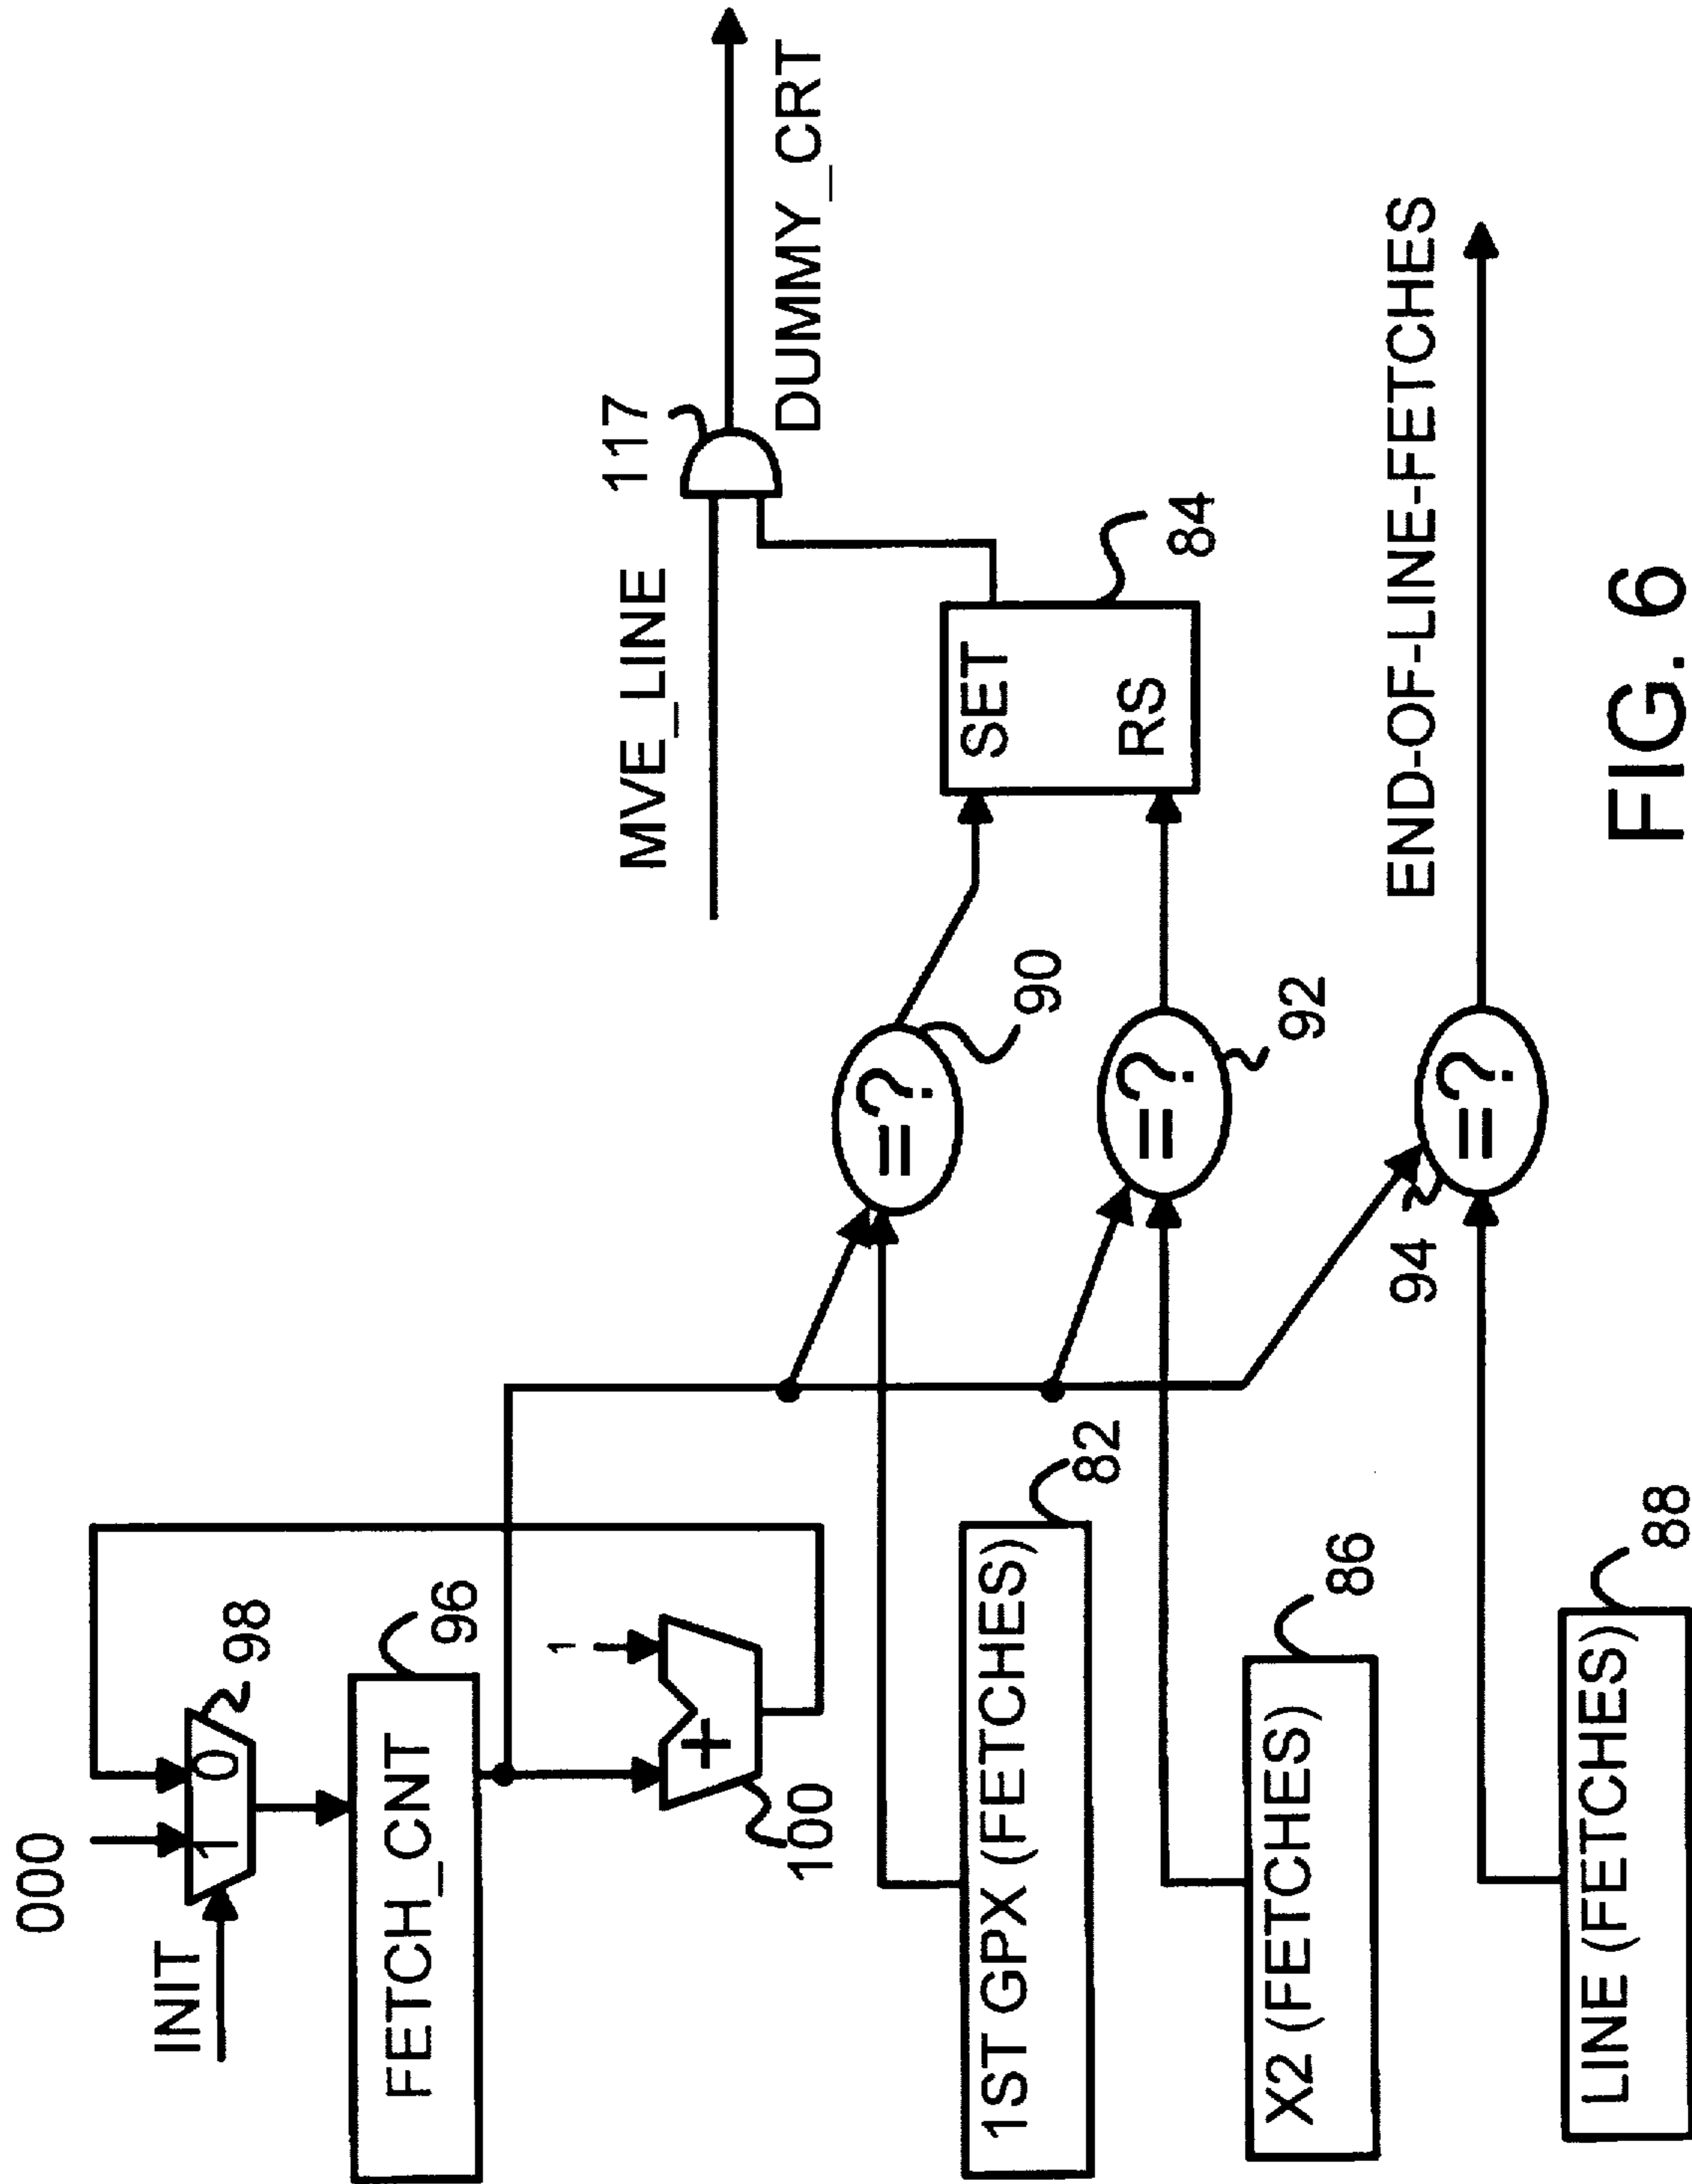 000
INIT
1 0
98
FETCH_CNT
96
1
+
100
MVE_LINE
117
DUMMY_CRT
1ST GPX (FETCHES)
82
=?
90
SET
RS
84
X2 (FETCHES)
86
=?
92
LINE (FETCHES)
88
94
=?
END-OF-LINE-FETCHES
FIG. 6